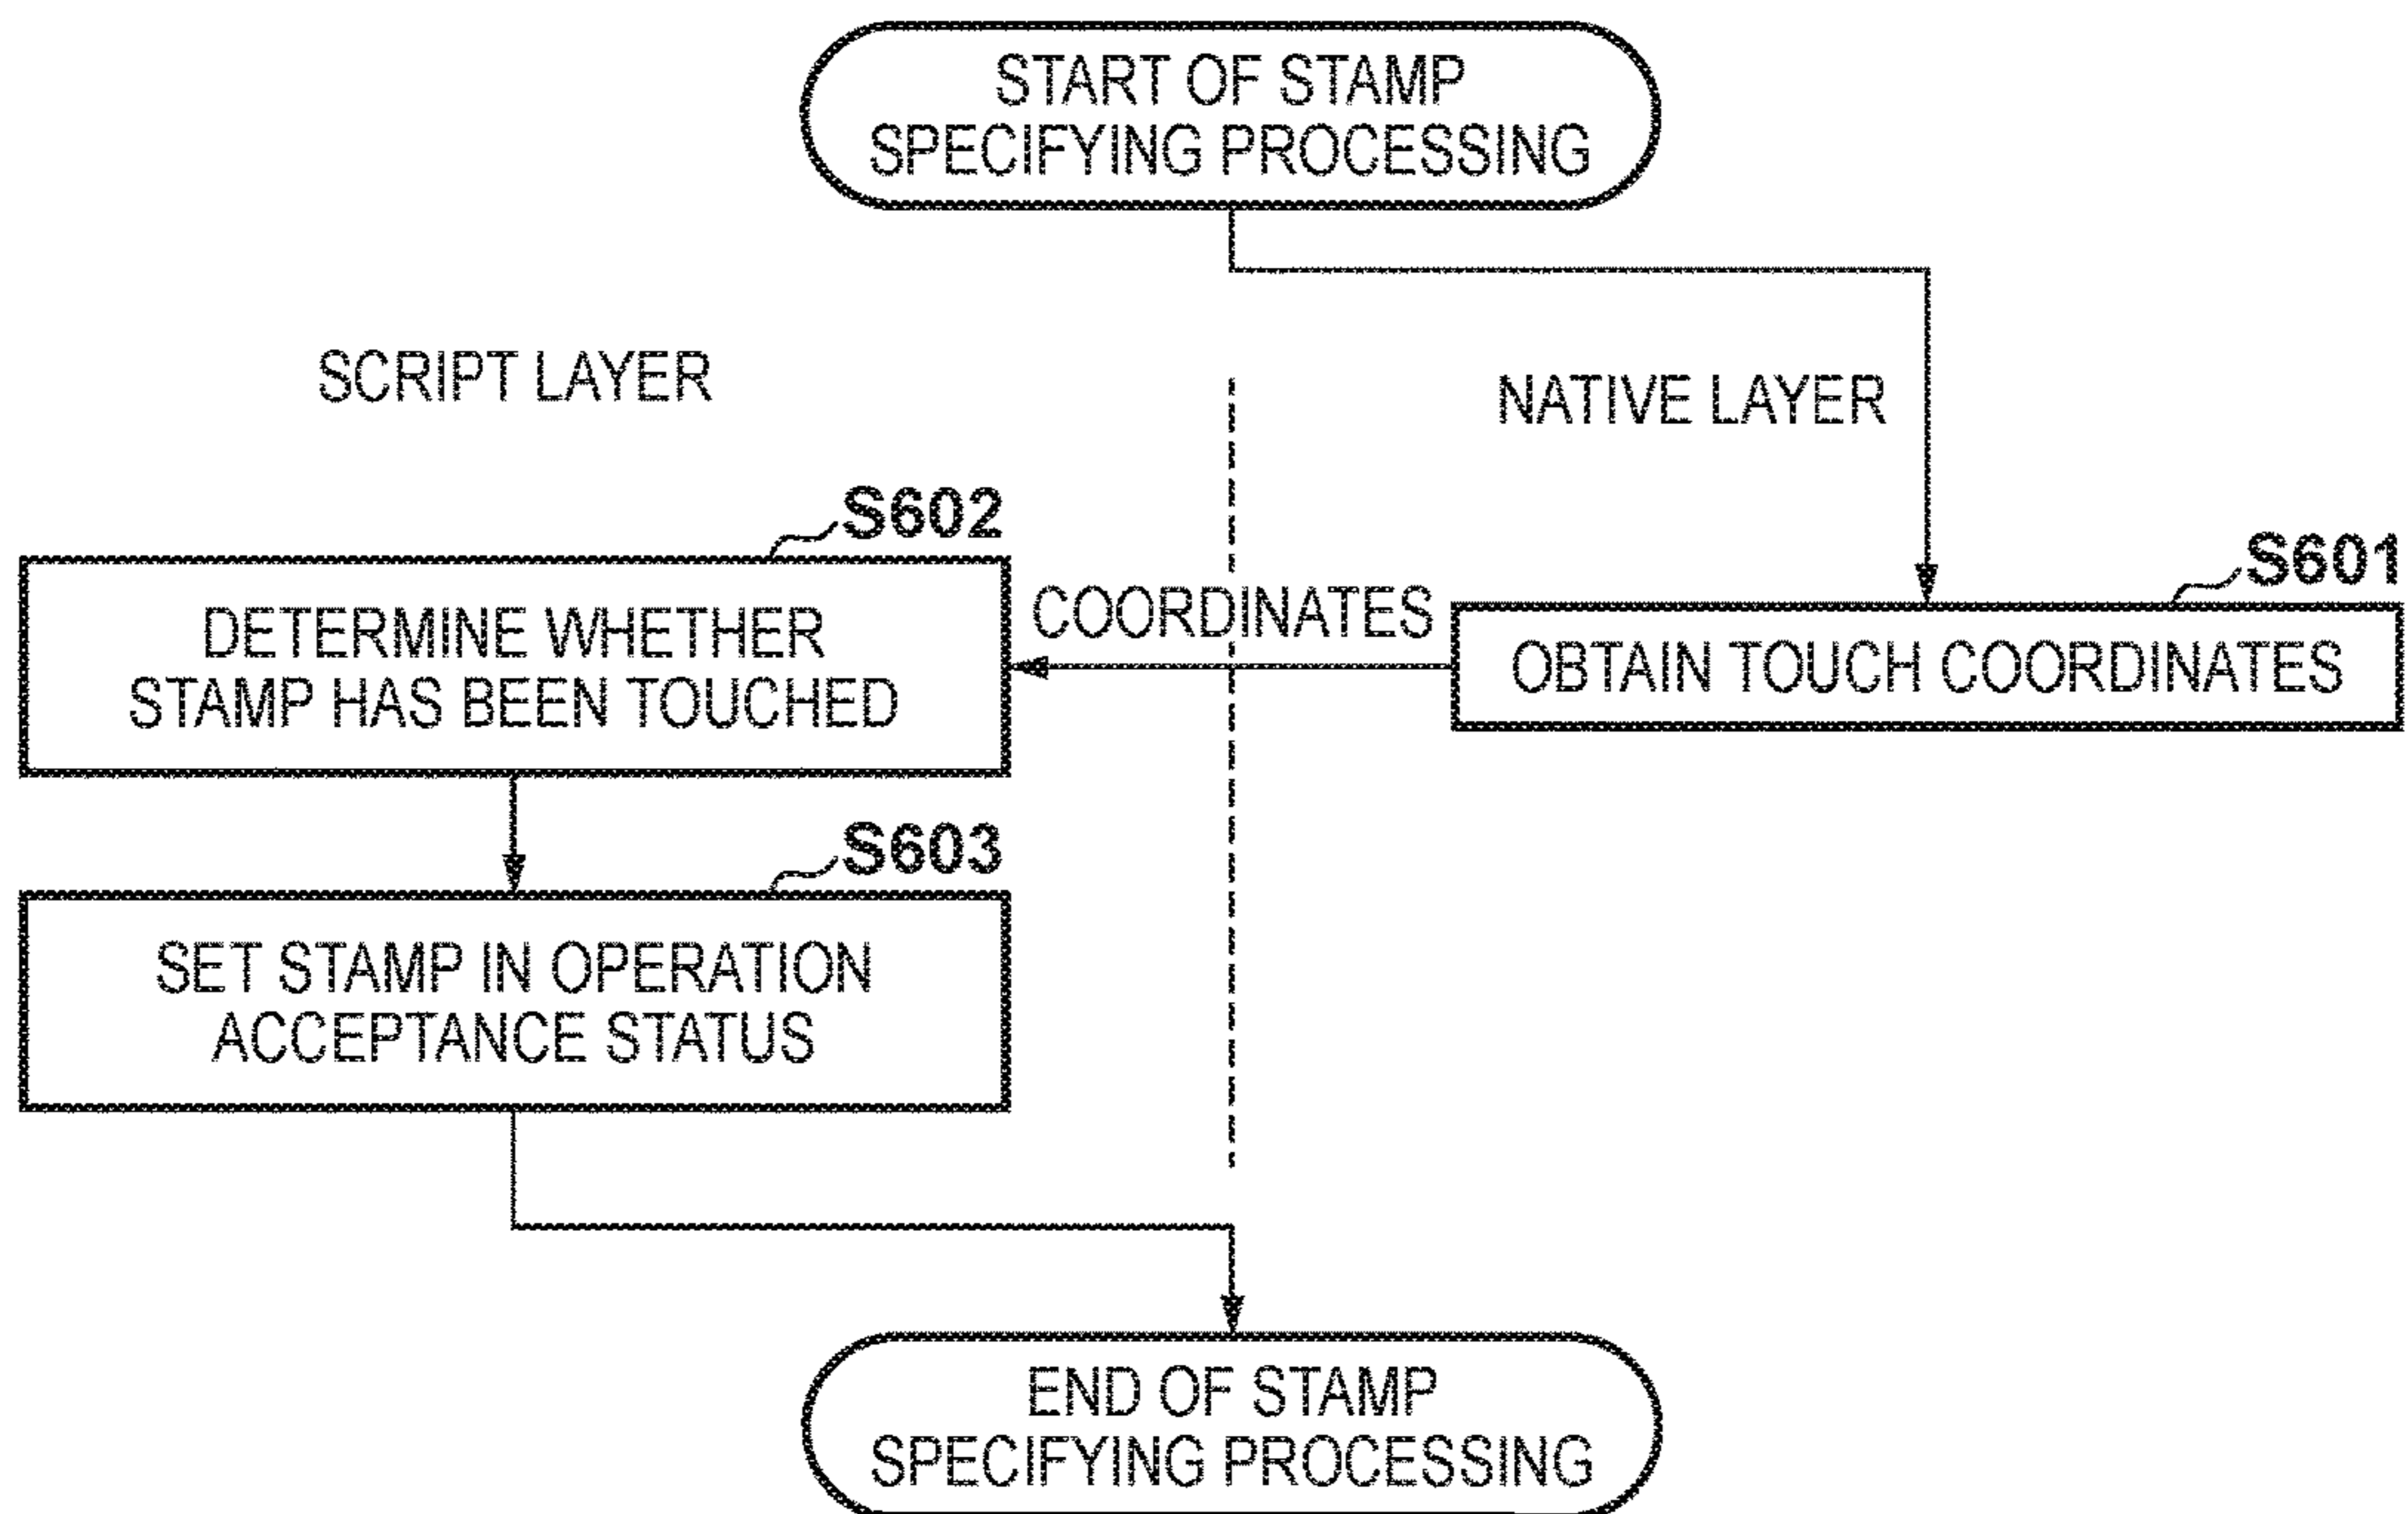 START OF STAMP
SPECIFYING PROCESSING
SCRIPT LAYER
NATIVE LAYER
S602
S601
DETERMINE WHETHER
STAMP HAS BEEN TOUCHED
COORDINATES
OBTAIN TOUCH COORDINATES
S603
SET STAMP IN OPERATION
ACCEPTANCE STATUS
END OF STAMP
SPECIFYING PROCESSING